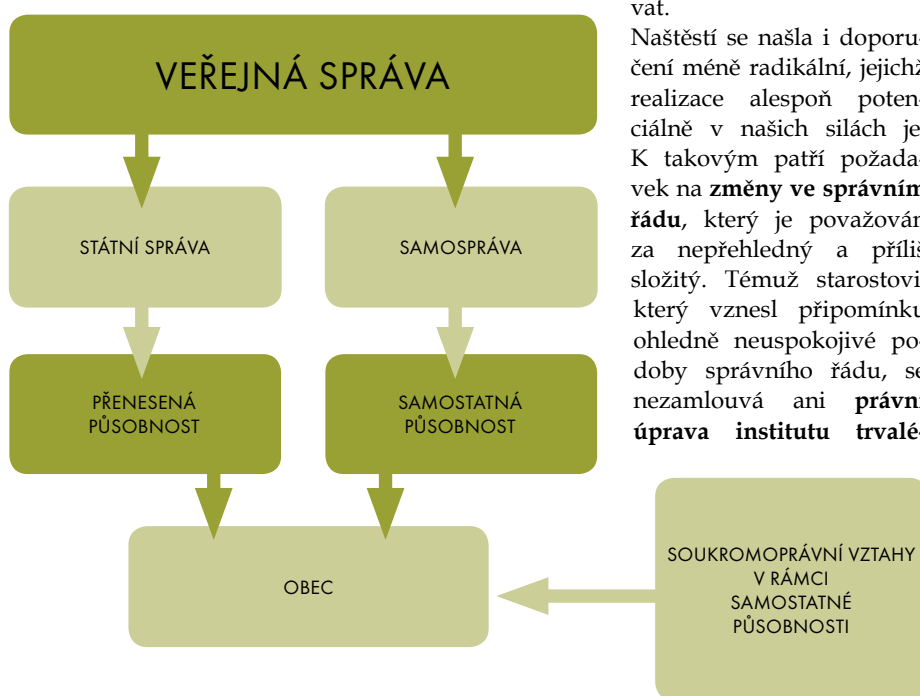 VEŘEJNÁ SPRÁVA
STÁTNÍ SPRÁVA
SAMOSPRÁVA
PŘENESENÁ
PŮSOBNOST
SAMOSTATNÁ
PŮSOBNOST
OBEC
SOUKROMOPRÁVNÍ VZTAHY
V RÁMCI
SAMOSTATNÉ
PŮSOBNOSTI
vat.
Naštěstí se našla i doporu-
čení méně radikální, jejichž
realizace alespoň poten-
ciálně v našich silách je.
K takovým patří požada-
vek na změny ve správním
řádu, který je považován
za nepřehledný a příliš
složitý. Témuž starostovi,
který vznesl připomínku
ohledně neuspokojivé po-
doby správního řádu, se
nezamlouvá ani právní
úprava institutu trvalé-